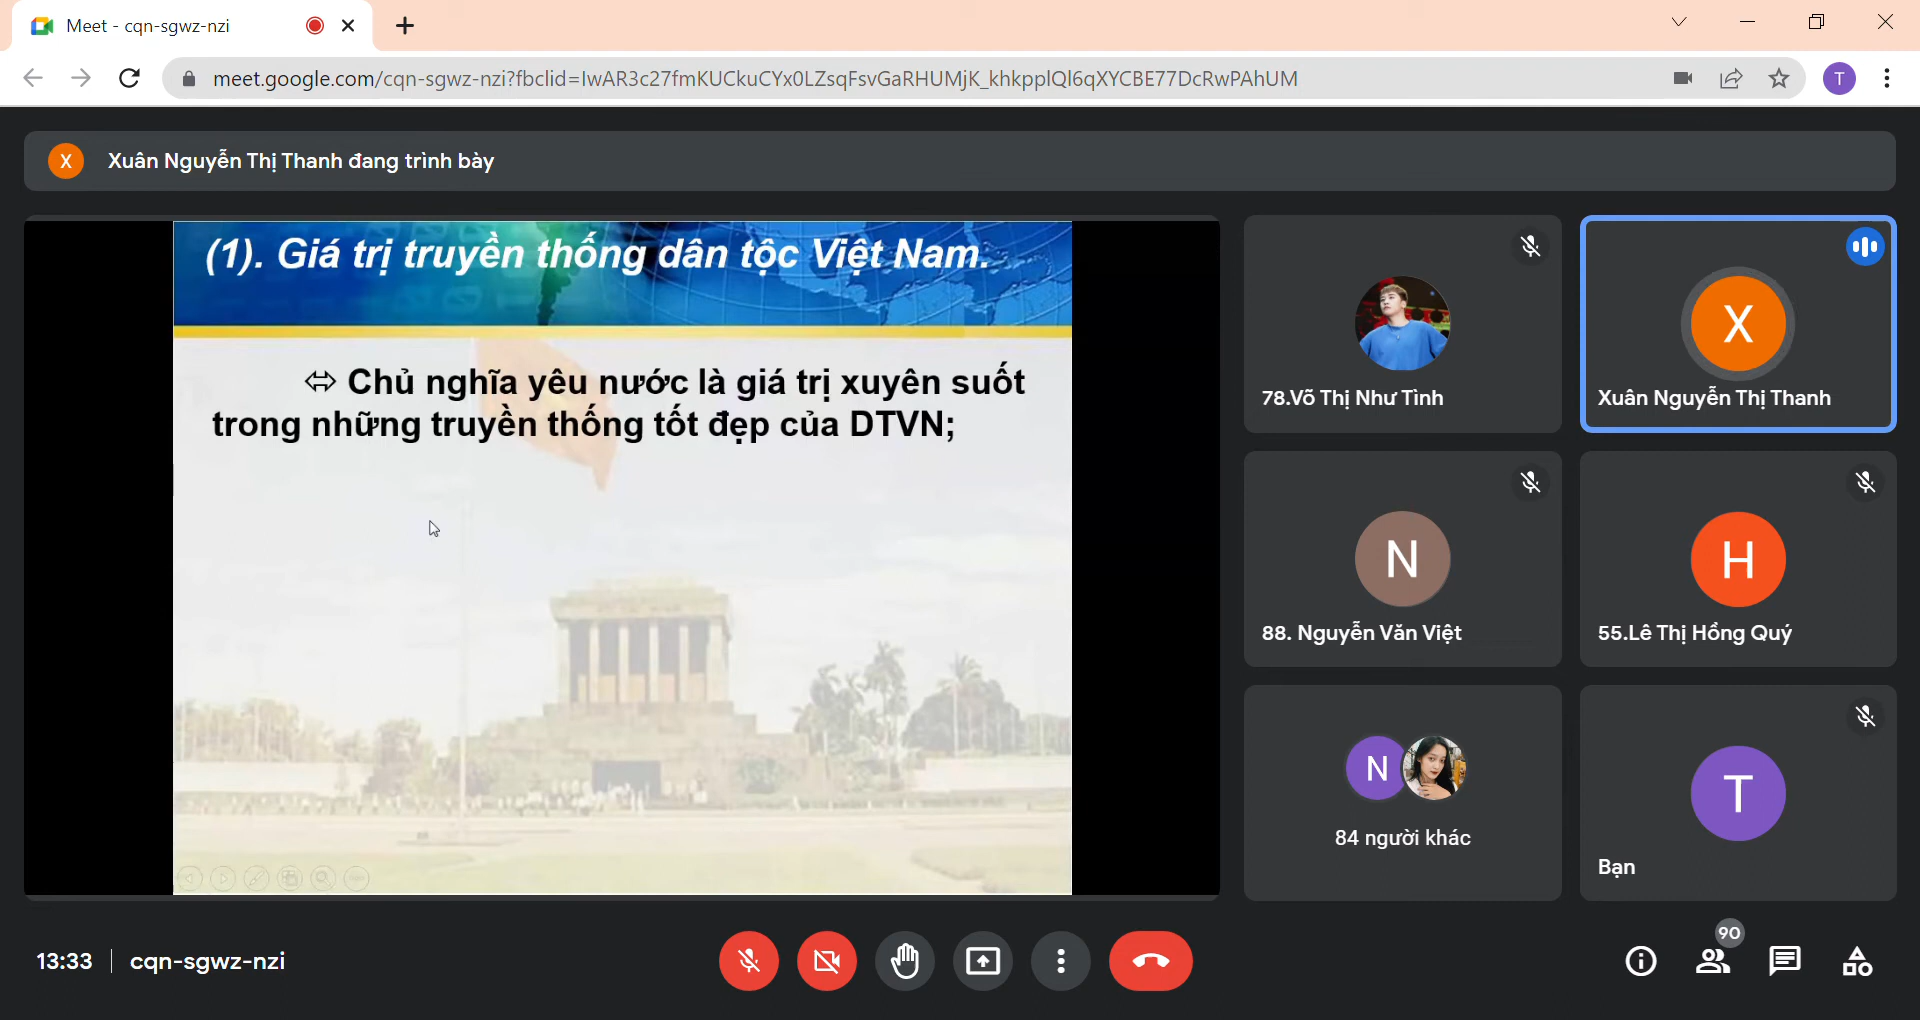 Meet - cqn-sgwz-nzi
meet.google.com/cqn-sgwz-nzi?fbclid=IwAR3c27fmKUCkuCYx0LZsqFsvGaRHUMjK_khkpplQl6qXYCBE77DcRwPAhUM
T
X
Xuân Nguyễn Thị Thanh đang trình bày
(1). Giá trị truyền thống dân tộc Việt Nam.
⇔ Chủ nghĩa yêu nước là giá trị xuyên suốt
trong những truyền thống tốt đẹp của DTVN;
78.Võ Thị Như Tình
X
Xuân Nguyễn Thị Thanh
N
88. Nguyễn Văn Việt
H
55.Lê Thị Hồng Quý
N
84 người khác
T
Bạn
13:33
cqn-sgwz-nzi
90